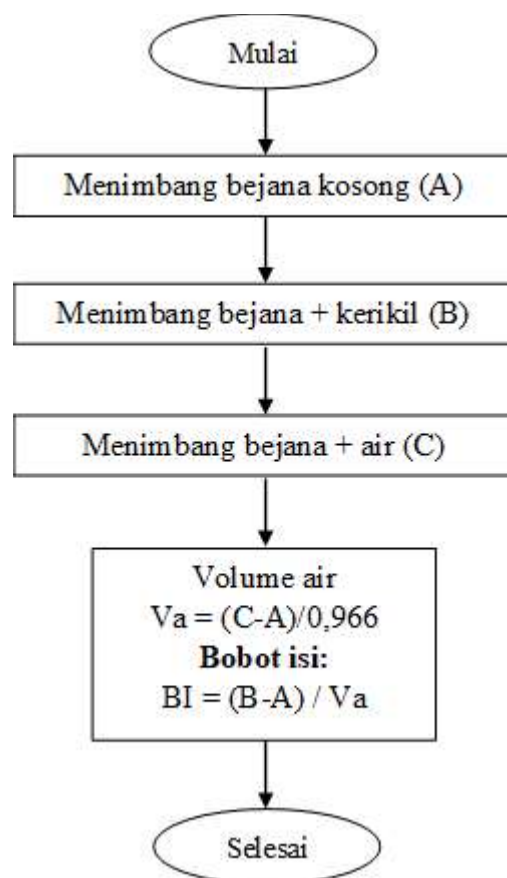 Mulai
Menimbang bejana kosong (A)
Menimbang bejana + kerikil (B)
Menimbang bejana + air (C)
Volume air
Va = (C-A)/0,966
Bobot isi:
BI = (B-A) / Va
Selesai